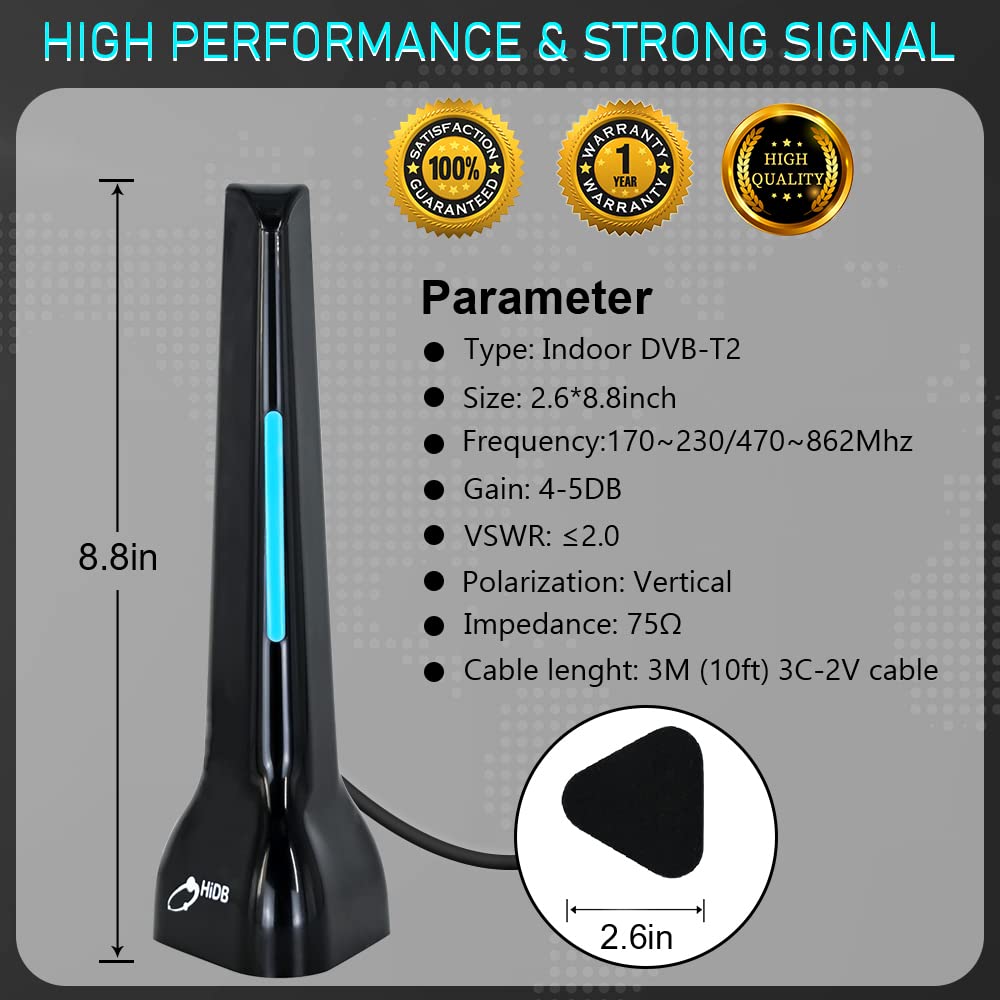 HIGH PERFORMANCE & STRONG SIGNAL
SATISFACTION
100%
GUARANTEED
WARRANTY
1
YEAR
WARRANTY
HIGH
QUALITY
Parameter
Type: Indoor DVB-T2
Size: 2.6*8.8inch
Frequency:170~230/470~862Mhz
Gain: 4-5DB
VSWR: ≤2.0
Polarization: Vertical
Impedance: 75Ω
Cable lenght: 3M (10ft) 3C-2V cable
8.8in
HiDB
2.6in